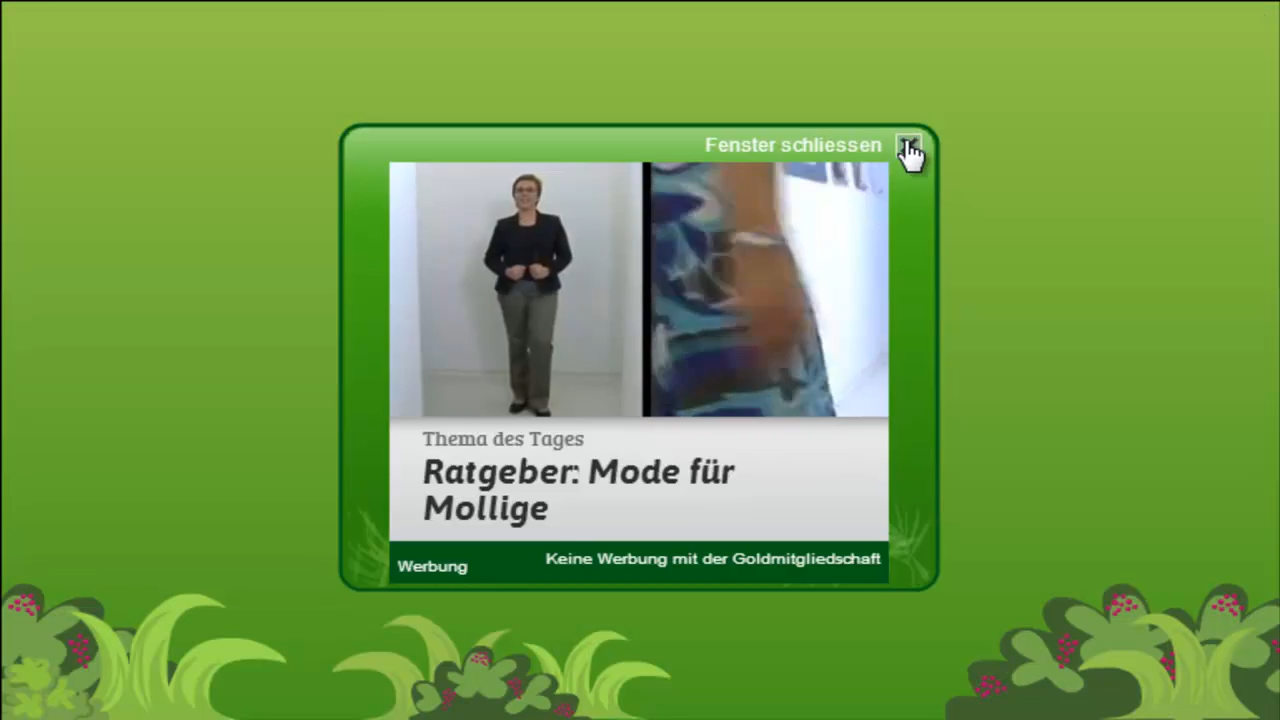 Fenster schliessen
Thema des Tages
Ratgeber: Mode für
Mollige
Keine Werbung mit der Goldmitgliedschaft
Werbung